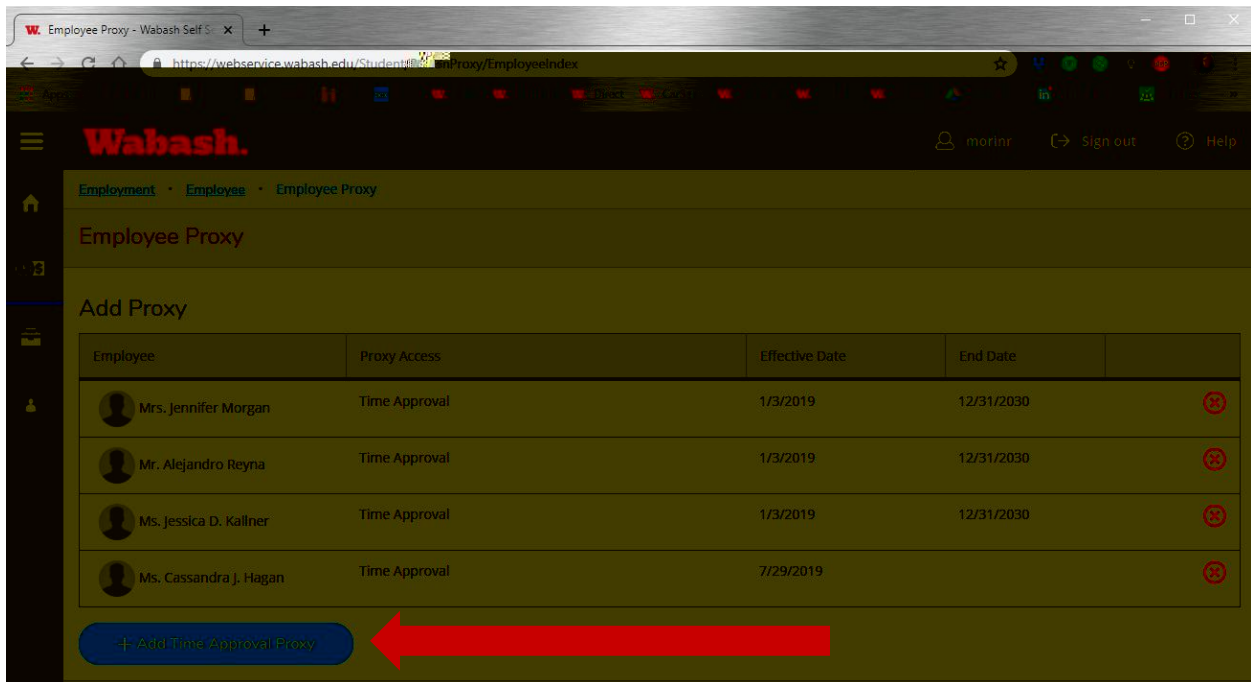 W. Employee Proxy - Wabash Self S
https://webservice.wabash.edu/Student
Proxy/EmployeeIndex
Apps
Wabash.
morinr
Sign out
Help
Employment · Employee · Employee Proxy
Employee Proxy
Add Proxy
Employee Proxy Access Effective Date End Date
Mrs. Jennifer Morgan Time Approval 1/3/2019 12/31/2030
Mr. Alejandro Reyna Time Approval 1/3/2019 12/31/2030
Ms. Jessica D. Kallner Time Approval 1/3/2019 12/31/2030
Ms. Cassandra J. Hagan Time Approval 7/29/2019
+ Add Time Approval Proxy